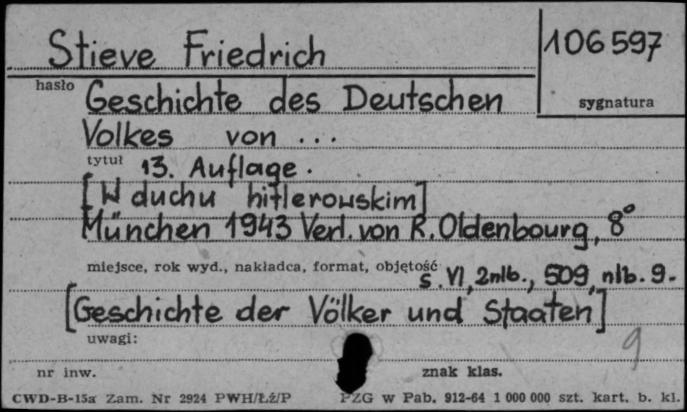 Stieve Friedrich
106597
hasło
sygnatura
Geschichte des Deutschen
Volkes von ...
tytuł
13. Auflage.
[W duchu hitlerowskim]
München 1943 Verl. von R. Oldenbourg, 8°
miejsce, rok wyd., nakładca, format, objętość
s. VI, 2nlb., 509, nlb. 9.
[Geschichte der Völker und Staaten]
uwagi:
9
nr inw.
znak klas.
CWD-B-15a Zam. Nr 2924 PWH/Łż/P
PZG w Pab. 912-64 1 000 000 szt. kart. b. kl.